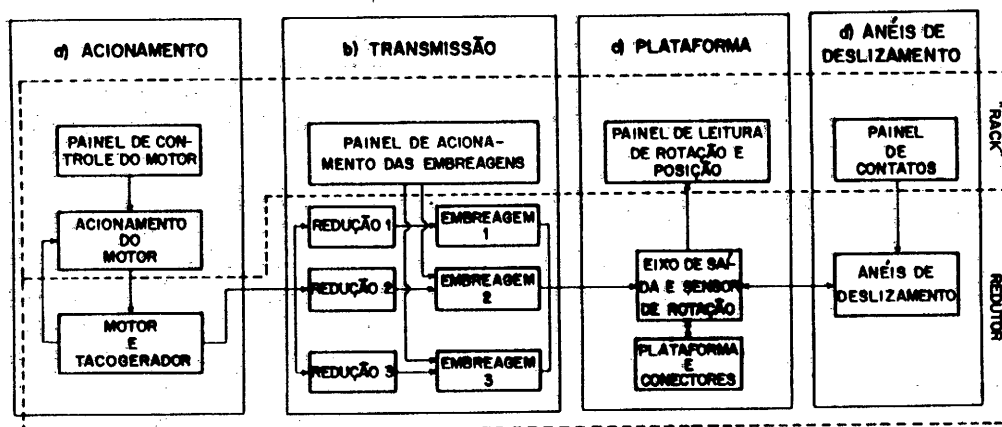 a) ACIONAMENTO
PAINEL DE CON-
TROLE DO MOTOR
ACIONAMENTO
DO
MOTOR
MOTOR
E
TACOGERADOR
b) TRANSMISSÃO
PAINEL DE ACIONA-
MENTO DAS EMBREAGENS
REDUÇÃO 1
EMBREAGEM
1
REDUÇÃO 2
EMBREAGEM
2
REDUÇÃO 3
EMBREAGEM
3
c) PLATAFORMA
PAINEL DE LEITURA
DE ROTAÇÃO E
POSIÇÃO
EIXO DE SAÍ-
DA E SENSOR
DE ROTAÇÃO
PLATAFORMA
E
CONECTORES
d) ANÉIS DE
DESLIZAMENTO
PAINEL
DE
CONTATOS
ANÉIS DE
DESLIZAMENTO
"RACK"
REDUTOR